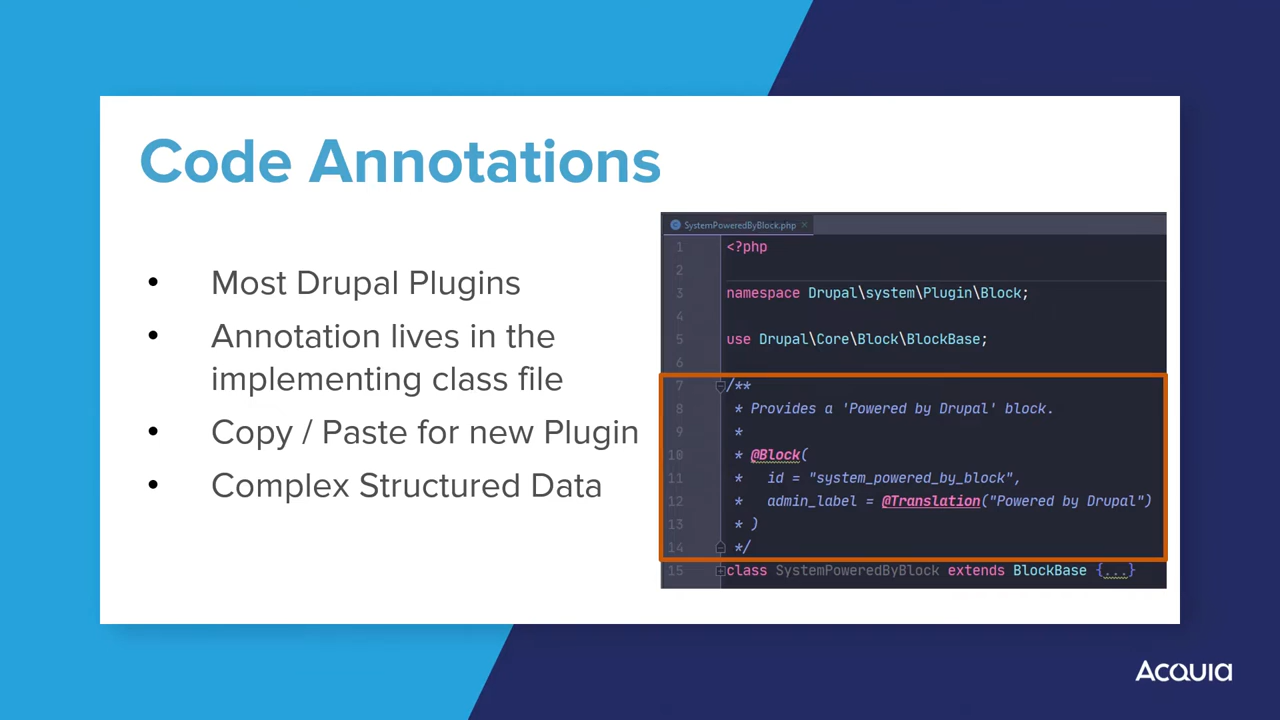 Code Annotations
• Most Drupal Plugins
• Annotation lives in the
implementing class file
• Copy / Paste for new Plugin
• Complex Structured Data
SystemPoweredByBlock.php ×
1 <?php
2
3 namespace Drupal\system\Plugin\Block;
4
5 use Drupal\Core\Block\BlockBase;
6
7 /**
8 * Provides a 'Powered by Drupal' block.
9 *
10 * @Block(
11 *   id = "system_powered_by_block",
12 *   admin_label = @Translation("Powered by Drupal")
13 * )
14 */
15 class SystemPoweredByBlock extends BlockBase {...}
Acquia